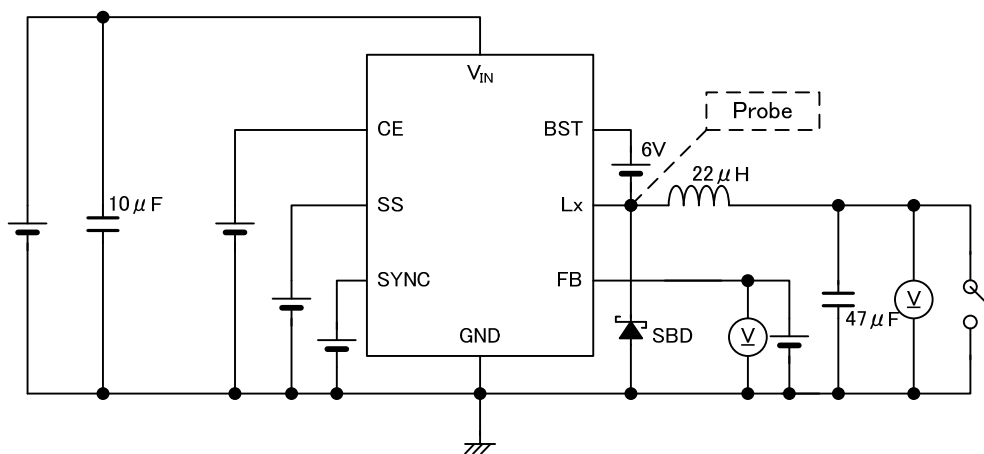 V_IN
Probe
CE
BST
6V
22μH
10μF
SS
Lx
SYNC
FB
GND
SBD
V
47μF
V